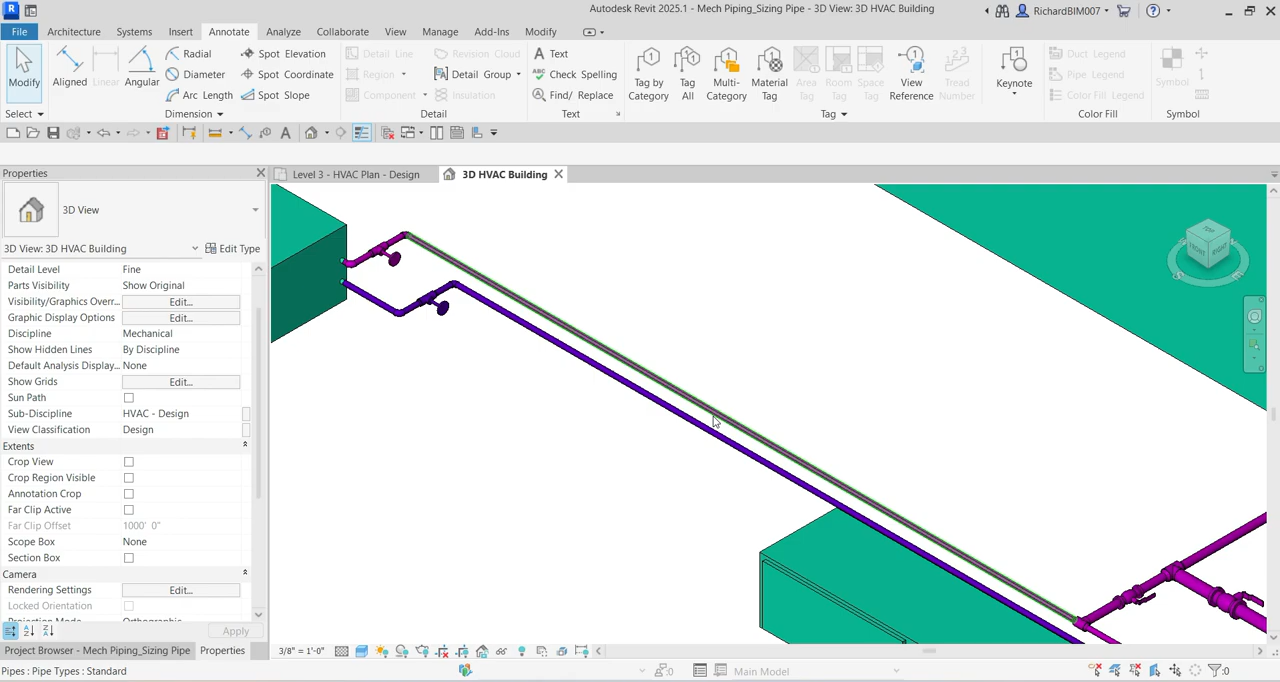 Autodesk Revit 2025.1 - Mech Piping_Sizing Pipe - 3D View: 3D HVAC Building
RichardBIM007
File Architecture Systems Insert Annotate Analyze Collaborate View Manage Add-Ins Modify
Modify
Select
Aligned
Linear
Angular
Radial
Diameter
Arc Length
Spot Elevation
Spot Coordinate
Spot Slope
Dimension
Detail Line
Region
Component
Revision Cloud
Detail Group
Insulation
Detail
Text
Check Spelling
Find/ Replace
Text
Tag by
Category
Tag
All
Multi-
Category
Material
Tag
Area
Tag
Room
Tag
Space
Tag
View
Reference
Tread
Number
Tag
Keynote
Duct Legend
Pipe Legend
Color Fill Legend
Color Fill
Symbol
Symbol
Properties
Level 3 - HVAC Plan - Design
3D HVAC Building
3D View
3D View: 3D HVAC Building
Edit Type
Detail Level Fine
Parts Visibility Show Original
Visibility/Graphics Overr... Edit...
Graphic Display Options Edit...
Discipline Mechanical
Show Hidden Lines By Discipline
Default Analysis Display... None
Show Grids Edit...
Sun Path
Sub-Discipline HVAC - Design
View Classification Design
Extents
Crop View
Crop Region Visible
Annotation Crop
Far Clip Active
Far Clip Offset 1000' 0"
Scope Box None
Section Box
Camera
Rendering Settings Edit...
Locked Orientation
Projection Mode Orthographic
Apply
Project Browser - Mech Piping_Sizing Pipe
Properties
3/8" = 1'-0"
Pipes : Pipe Types : Standard
:0
Main Model
:0
TOP
FRONT
RIGHT